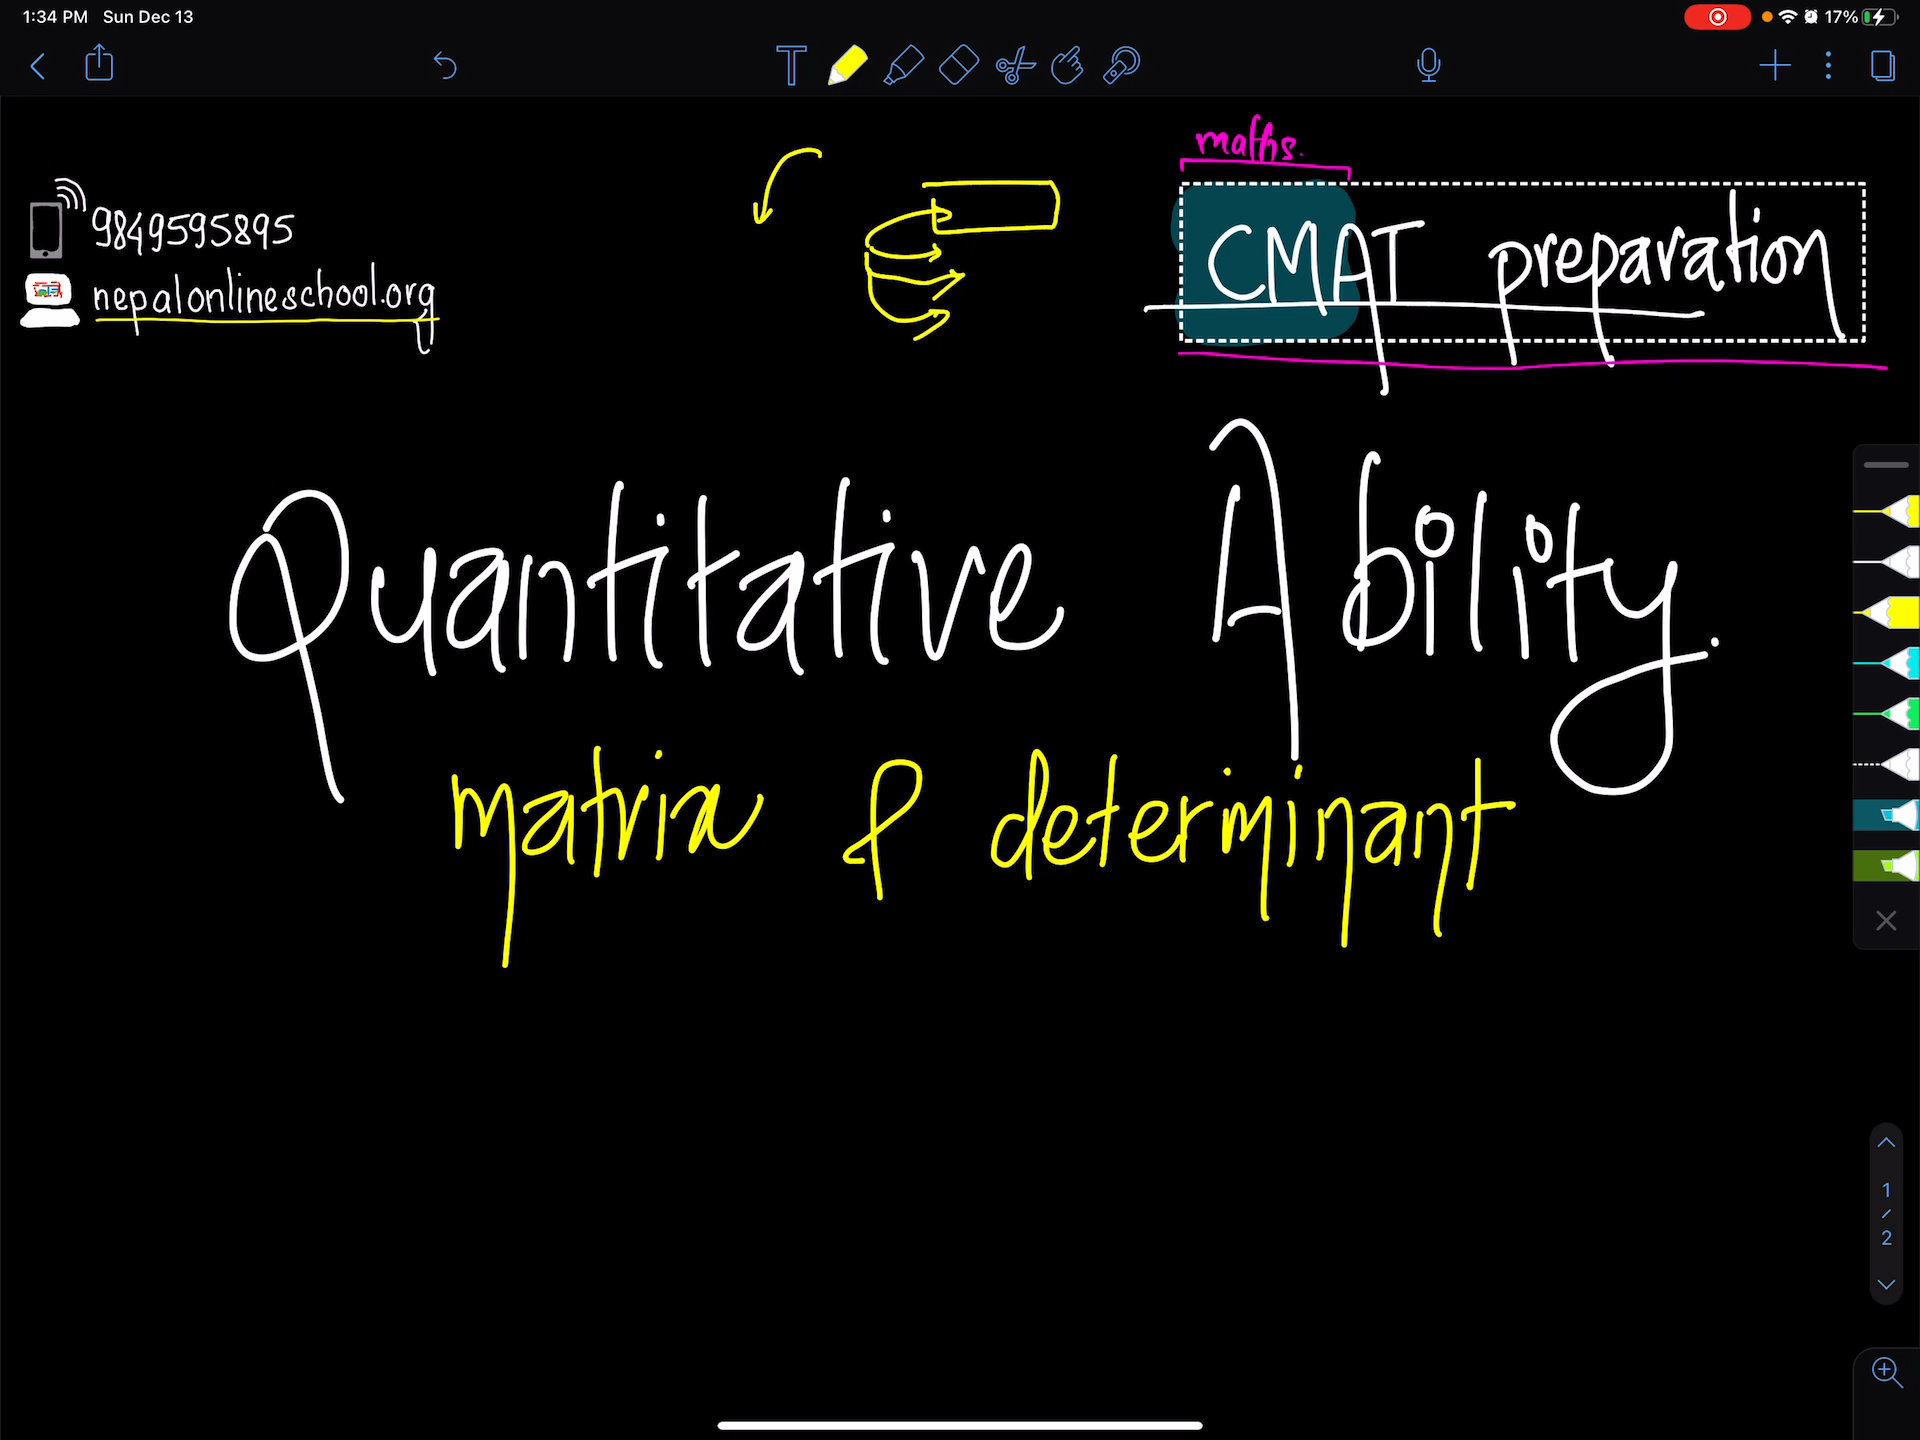 1:34 PM Sun Dec 13
17%
maths.
9849595895
CMAT preparation
nepalonlineschool.org
Quantitative Ability.
matrix & determinant
1
/
2